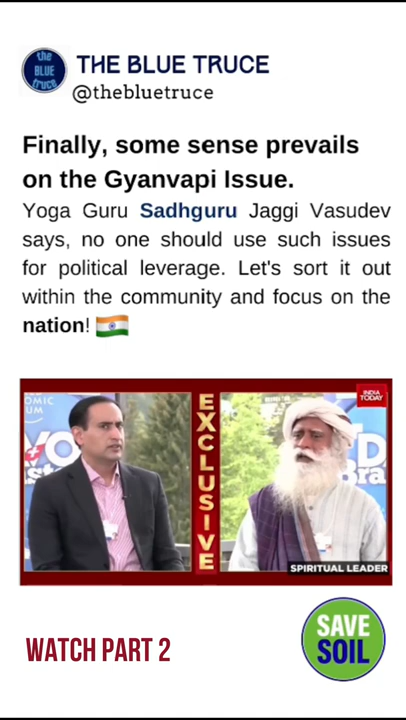 the
BLUE
truce
THE BLUE TRUCE
@thebluetruce
Finally, some sense prevails
on the Gyanvapi Issue.
Yoga Guru Sadhguru Jaggi Vasudev
says, no one should use such issues
for political leverage. Let's sort it out
within the community and focus on the
nation!
INDIA
TODAY
OMIC
UM
EXCLUSIVE
SPIRITUAL LEADER
WATCH PART 2
SAVE
SOIL